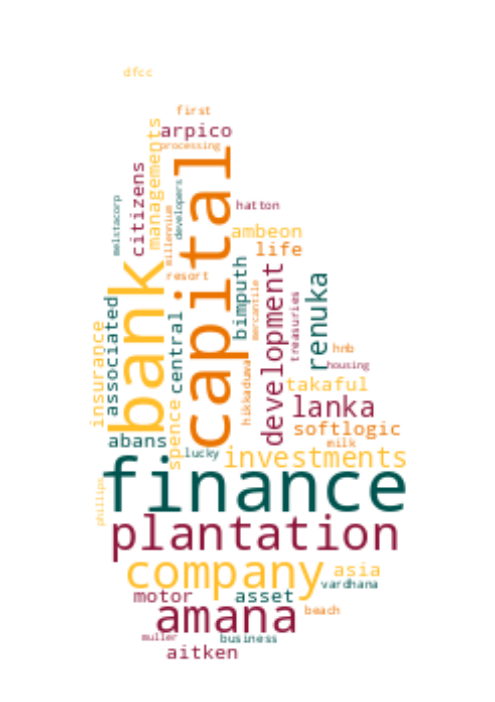 dfcc
first
arpico
processing
managements
citizens
capital
developers
millennium
melstacorp
hatton
ambeon
life
resort
bank
central
bimputh
mercantile
development
treasuries
renuka
associated
insurance
hnb
housing
hikkaduwa
takaful
lanka
spence
softlogic
abans
milk
lucky
investments
finance
phillips
plantation
company
asia
vardhana
motor
asset
amana
beach
muller
business
aitken